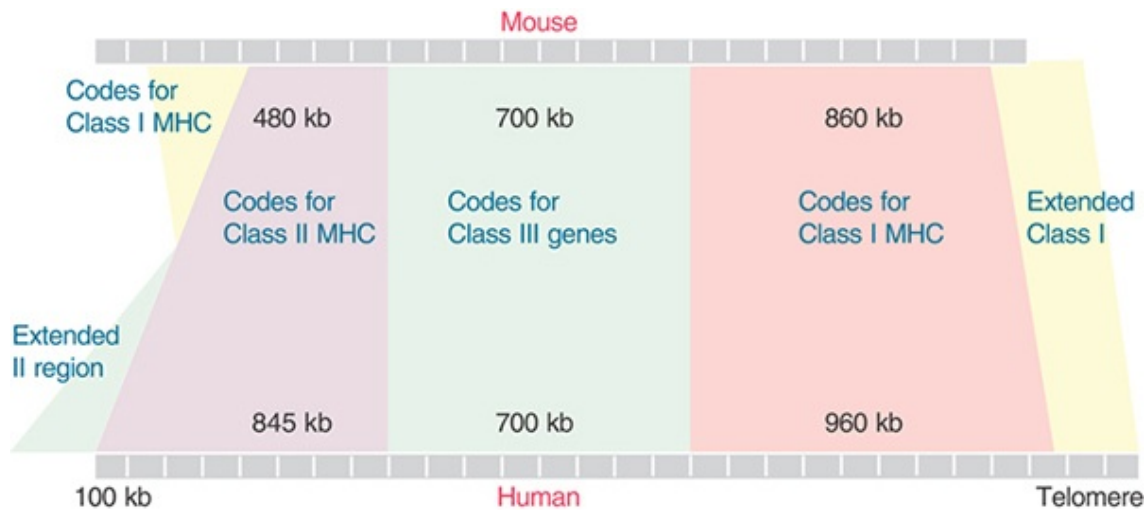 Mouse
Codes for
Class I MHC
480 kb
700 kb
860 kb
Codes for
Class II MHC
Codes for
Class III genes
Codes for
Class I MHC
Extended
Class I
Extended
II region
845 kb
700 kb
960 kb
100 kb
Human
Telomere